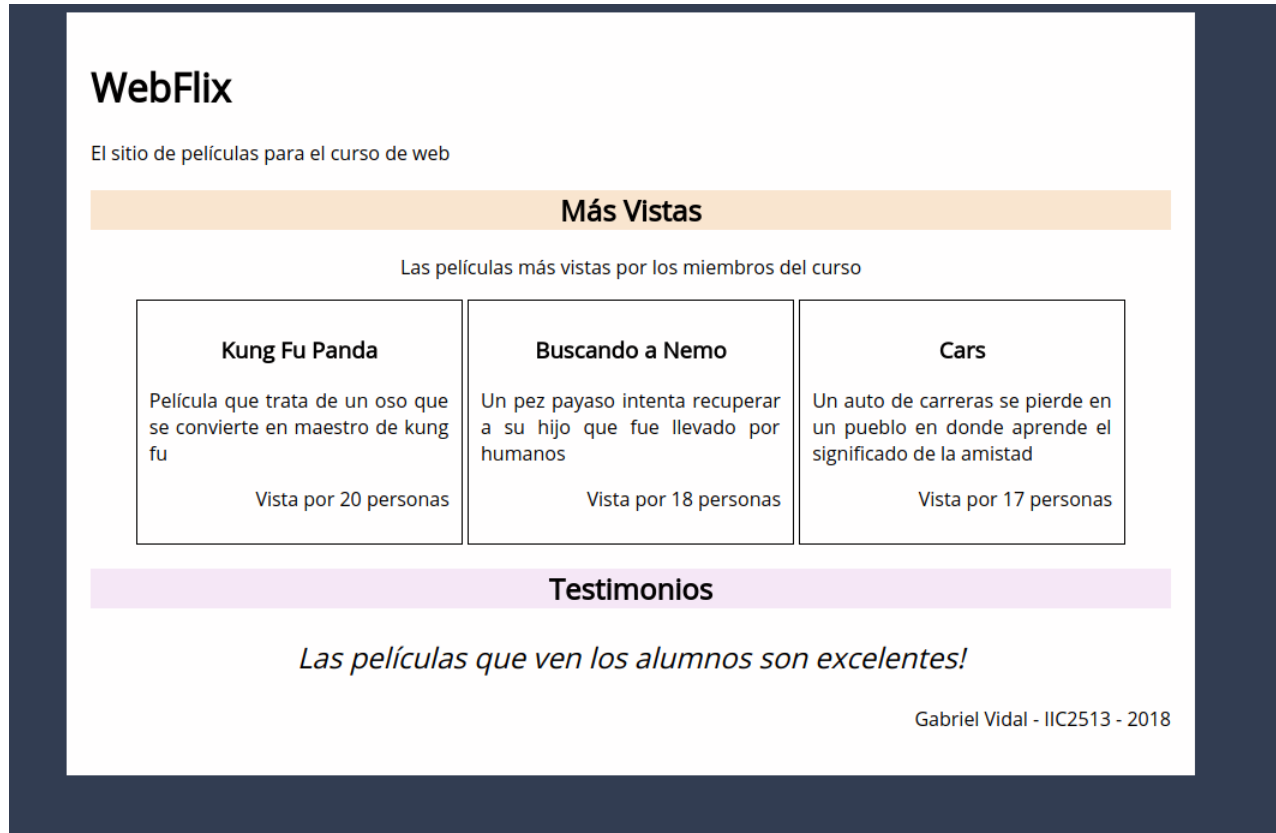 WebFlix
El sitio de películas para el curso de web
Más Vistas
Las películas más vistas por los miembros del curso
Kung Fu Panda
Película que trata de un oso que
se convierte en maestro de kung
fu
Vista por 20 personas
Buscando a Nemo
Un pez payaso intenta recuperar
a su hijo que fue llevado por
humanos
Vista por 18 personas
Cars
Un auto de carreras se pierde en
un pueblo en donde aprende el
significado de la amistad
Vista por 17 personas
Testimonios
Las películas que ven los alumnos son excelentes!
Gabriel Vidal - IIC2513 - 2018